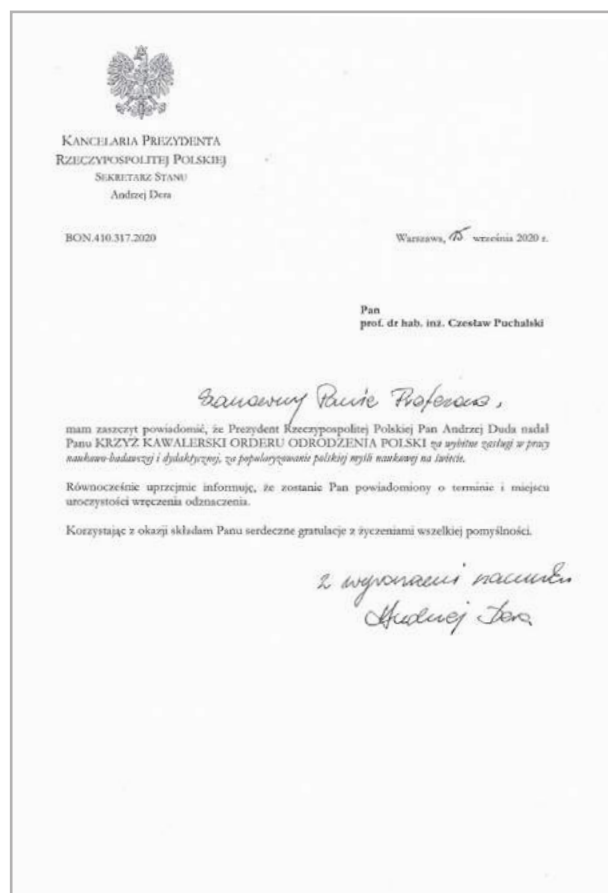 KANCELARIA PREZYDENTA
RZECZYPOSPOLITEJ POLSKIEJ
SEKRETARZ STANU
Andrzej Dera
BON.410.317.2020
Warszawa, 15 września 2020 r.
Pan
prof. dr hab. inż. Czesław Puchalski
Szanowny Panie Profesorze,
mam zaszczyt powiadomić, że Prezydent Rzeczypospolitej Polskiej Pan Andrzej Duda nadał
Panu KRZYŻ KAWALERSKI ORDERU ODRODZENIA POLSKI za wybitne zasługi w pracy
naukowo-badawczej i dydaktycznej, za popularyzowanie polskiej myśli naukowej na świecie.
Równocześnie uprzejmie informuję, że zostanie Pan powiadomiony o terminie i miejscu
uroczystości wręczenia odznaczenia.
Korzystając z okazji składam Panu serdeczne gratulacje z życzeniami wszelkiej pomyślności.
z wyrazami szacunku
Andrzej Dera